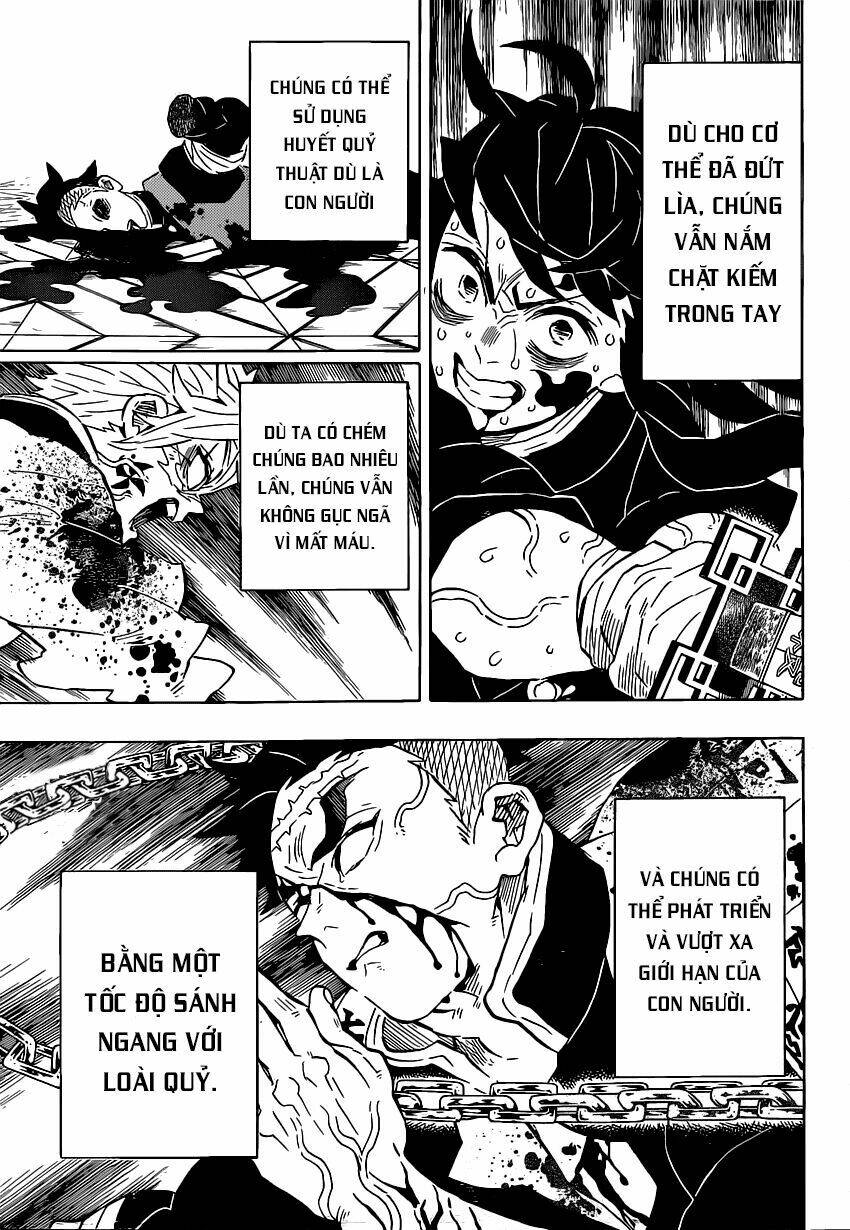 DÙ CHO CƠ
THỂ ĐÃ ĐỨT
LÌA, CHÚNG
VẪN NẮM
CHẶT KIẾM
TRONG TAY
CHÚNG CÓ THỂ
SỬ DỤNG
HUYẾT QUỶ
THUẬT DÙ LÀ
CON NGƯỜI
DÙ TA CÓ CHÉM
CHÚNG BAO NHIÊU
LẦN, CHÚNG VẪN
KHÔNG GỤC NGÃ
VÌ MẤT MÁU.
VÀ CHÚNG CÓ
THỂ PHÁT TRIỂN
VÀ VƯỢT XA
GIỚI HẠN CỦA
CON NGƯỜI.
BẰNG MỘT
TỐC ĐỘ SÁNH
NGANG VỚI
LOÀI QUỶ.